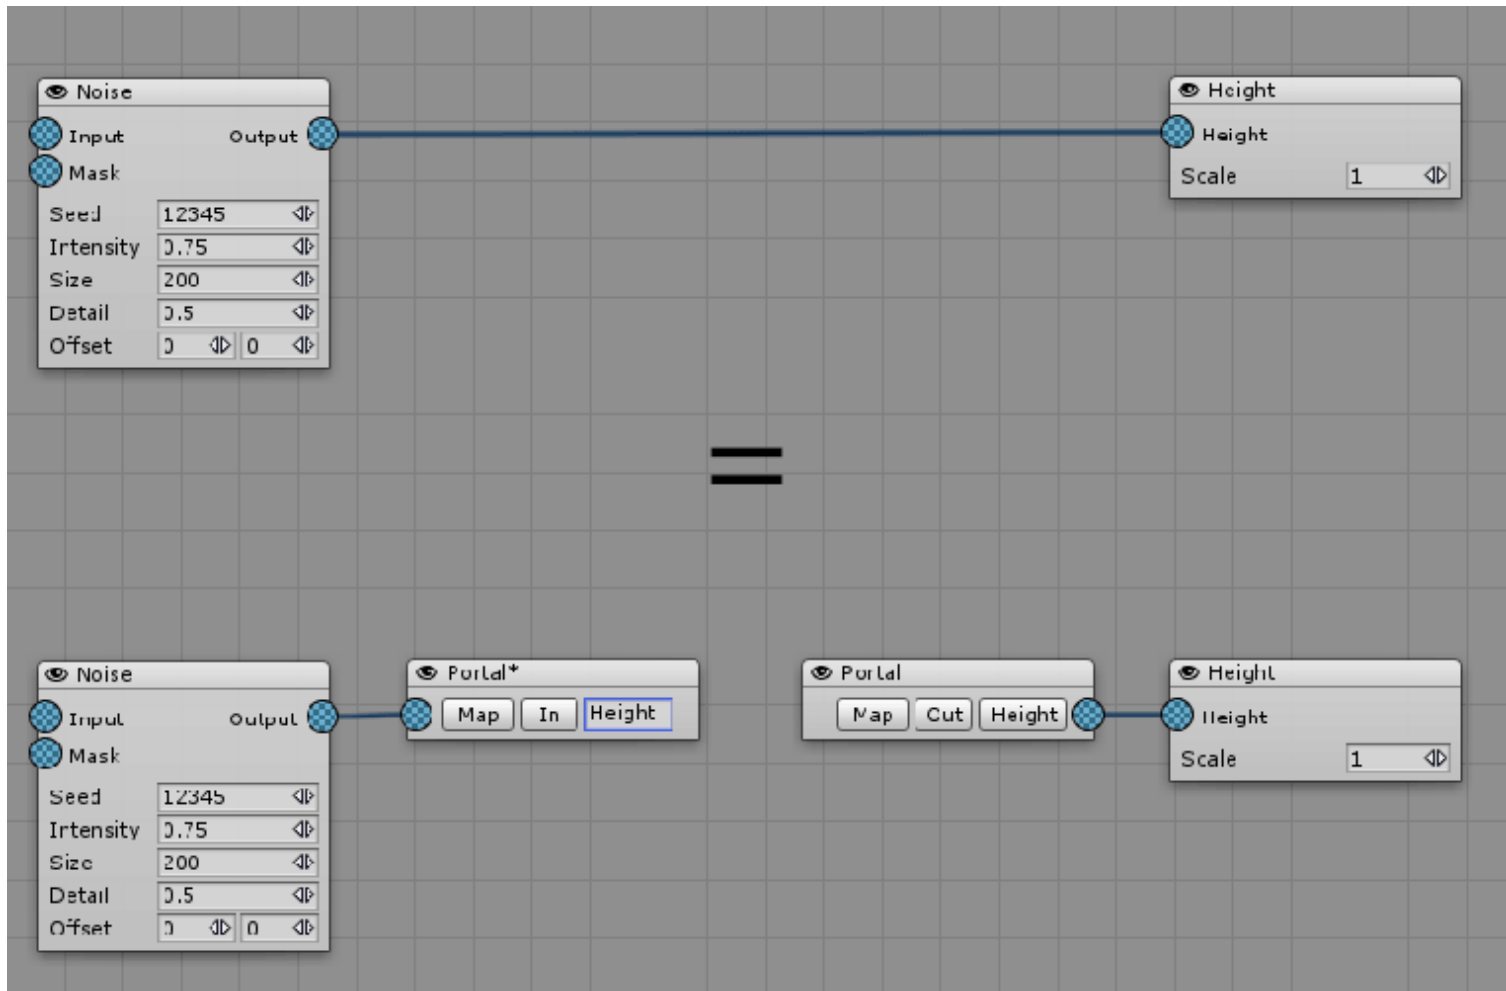 Noise
Input Output
Mask
Seed 12345
Intensity 0.75
Size 200
Detail 0.5
Offset 0 0
Height
Height
Scale 1
=
Noise
Input Output
Mask
Seed 12345
Intensity 0.75
Size 200
Detail 0.5
Offset 0 0
Portal*
Map In Height
Portal
Map Out Height
Height
Height
Scale 1